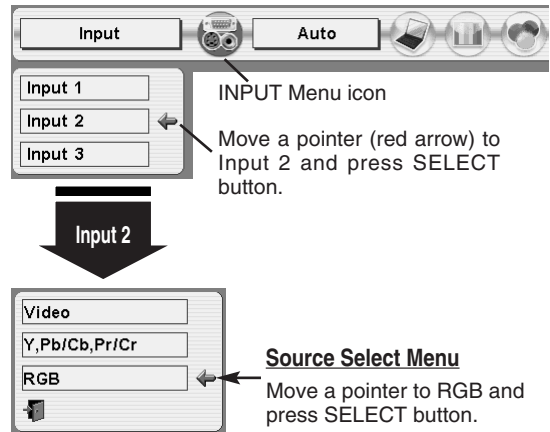 Input
Auto
Input 1
Input 2
Input 3
INPUT Menu icon
Move a pointer (red arrow) to
Input 2 and press SELECT
button.
Input 2
Video
Y,Pb/Cb,Pr/Cr
RGB
Source Select Menu
Move a pointer to RGB and
press SELECT button.